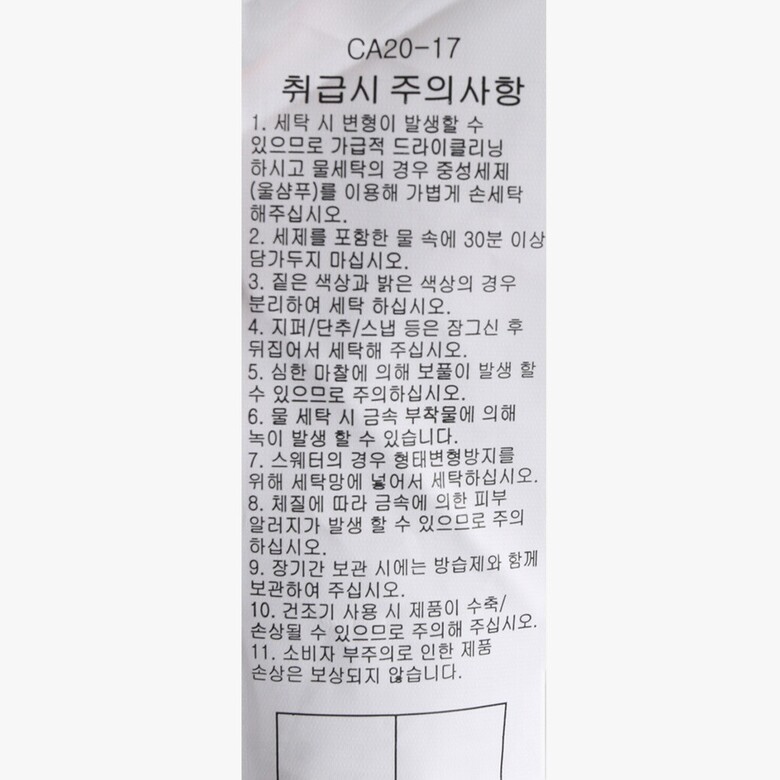 CA20-17
취급시 주의사항
1. 세탁 시 변형이 발생할 수
있으므로 가급적 드라이클리닝
하시고 물세탁의 경우 중성세제
(울샴푸)를 이용해 가볍게 손세탁
해주십시오.
2. 세제를 포함한 물 속에 30분 이상
담가두지 마십시오.
3. 짙은 색상과 밝은 색상의 경우
분리하여 세탁 하십시오.
4. 지퍼/단추/스냅 등은 잠그신 후
뒤집어서 세탁해 주십시오.
5. 심한 마찰에 의해 보풀이 발생 할
수 있으므로 주의하십시오.
6. 물 세탁 시 금속 부착물에 의해
녹이 발생 할 수 있습니다.
7. 스웨터의 경우 형태변형방지를
위해 세탁망에 넣어서 세탁하십시오.
8. 체질에 따라 금속에 의한 피부
알러지가 발생 할 수 있으므로 주의
하십시오.
9. 장기간 보관 시에는 방습제와 함께
보관하여 주십시오.
10. 건조기 사용 시 제품이 수축/
손상될 수 있으므로 주의해 주십시오.
11. 소비자 부주의로 인한 제품
손상은 보상되지 않습니다.